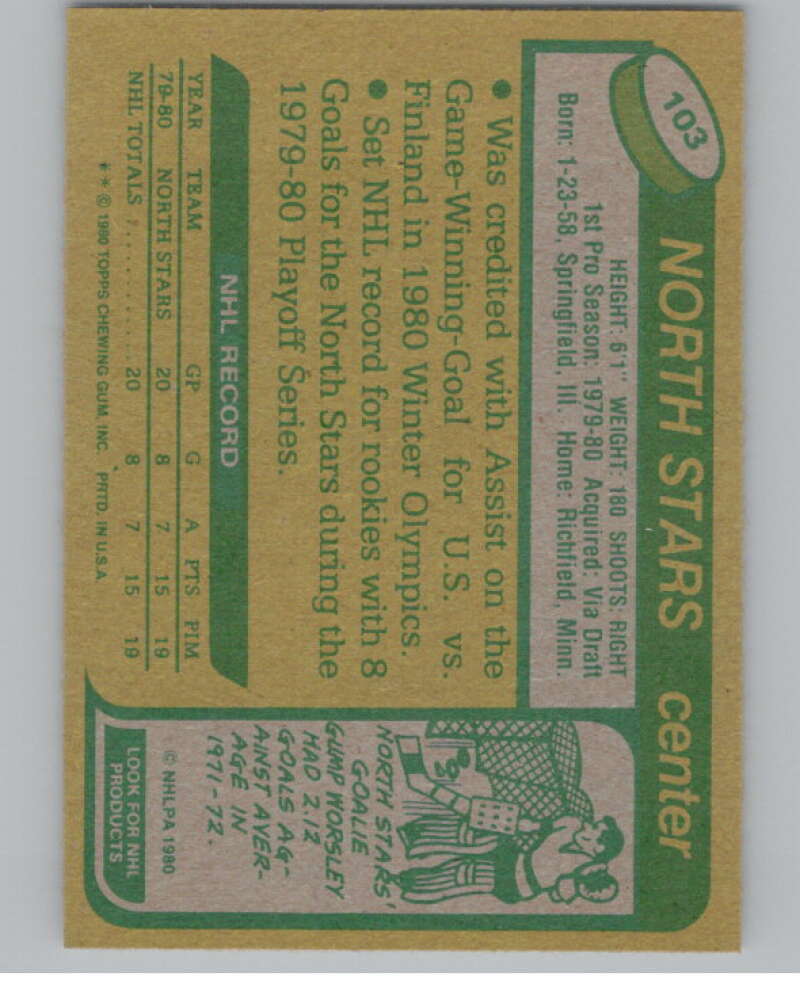 103
NORTH STARS center
HEIGHT: 6'1" WEIGHT: 180 SHOOTS: RIGHT
1st Pro Season: 1979-80 Acquired: Via Draft
Born: 1-23-58, Springfield, Ill. Home: Richfield, Minn.
● Was credited with Assist on the
Game-Winning-Goal for U.S. vs.
Finland in 1980 Winter Olympics.
● Set NHL record for rookies with 8
Goals for the North Stars during the
1979-80 Playoff Series.
NHL RECORD
YEAR TEAM GP G A PTS PIM
79-80 NORTH STARS 20 8 7 15 19
NHL TOTALS .......... 20 8 7 15 19
** © 1980 TOPPS CHEWING GUM, INC. PRTD. IN U.S.A.
NORTH STARS'
GOALIE
GUMP WORSLEY
HAD 2.12
GOALS AG-
AINST AVER-
AGE IN
1971-72.
© NHLPA 1980
LOOK FOR NHL
PRODUCTS